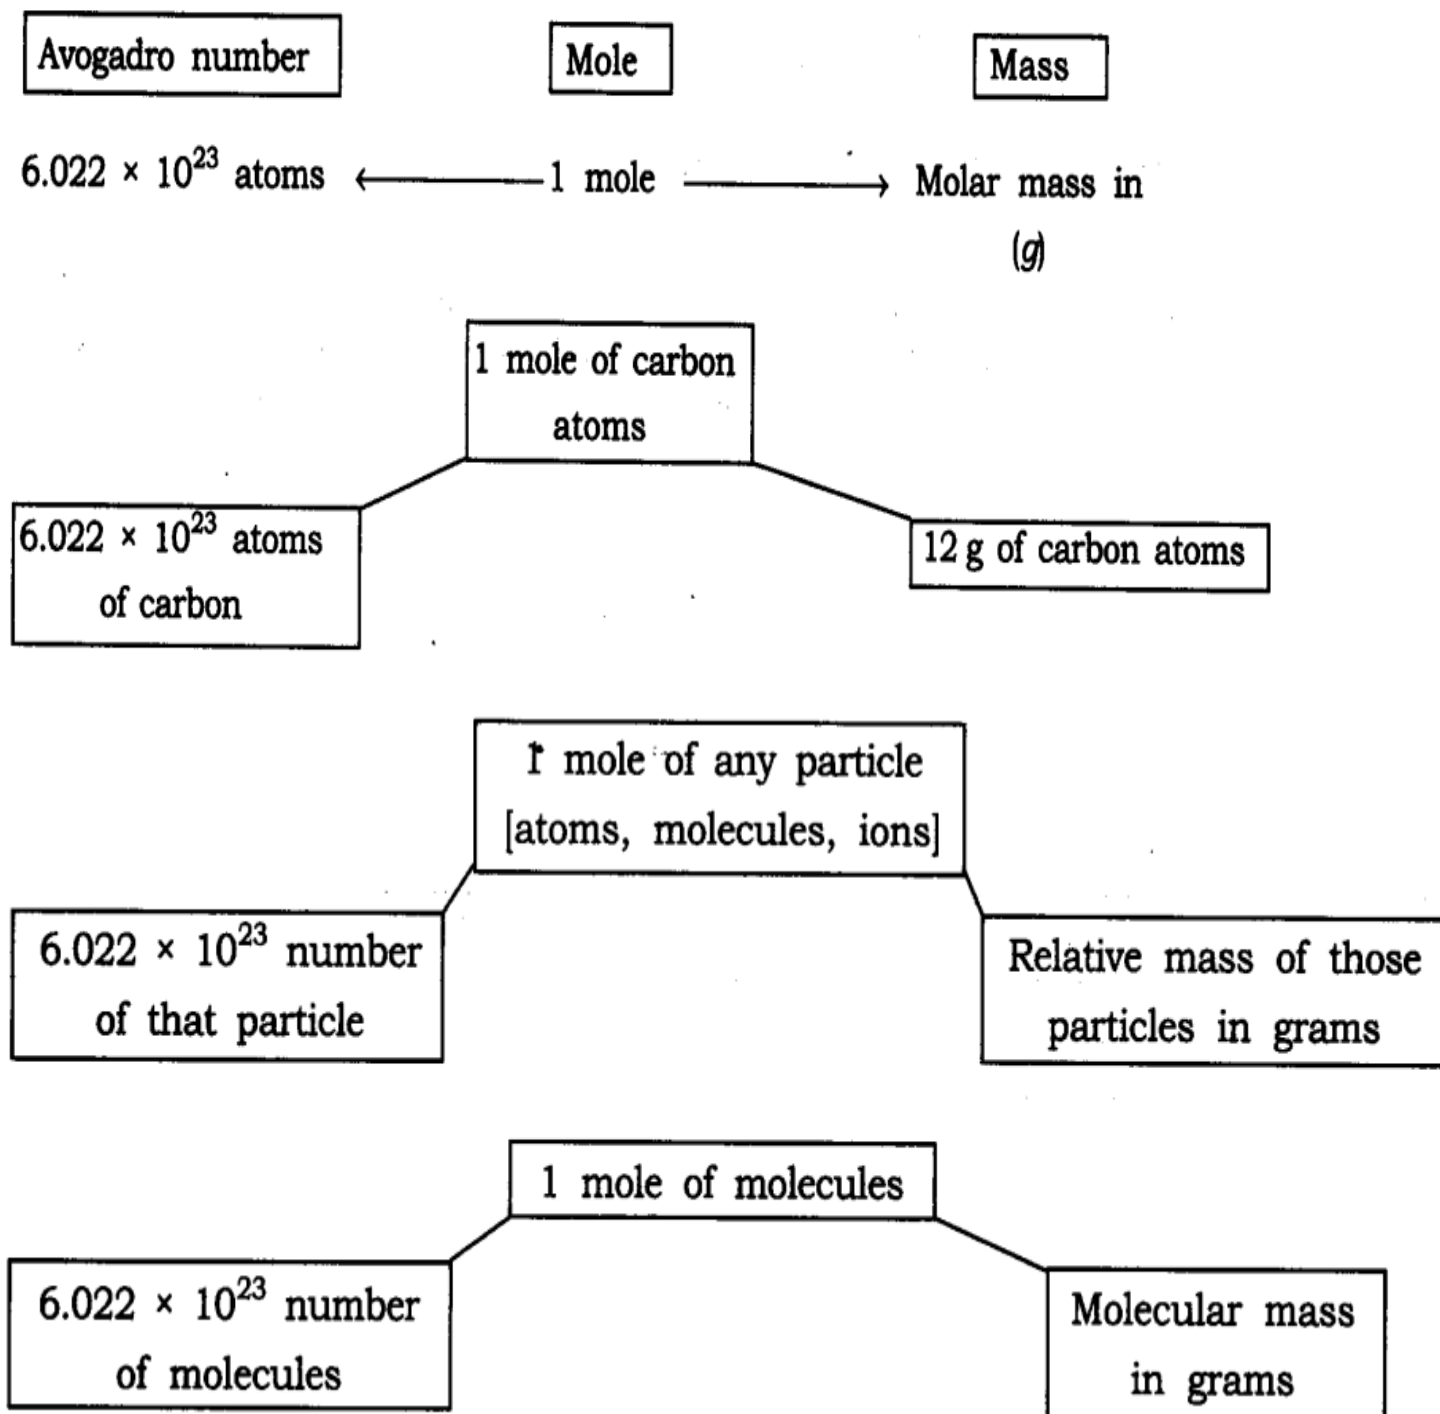 Avogadro number
Mole
Mass
6.022 × 10²³ atoms
1 mole
Molar mass in
(g)
1 mole of carbon
atoms
6.022 × 10²³ atoms
of carbon
12 g of carbon atoms
1 mole of any particle
[atoms, molecules, ions]
6.022 × 10²³ number
of that particle
Relative mass of those
particles in grams
1 mole of molecules
6.022 × 10²³ number
of molecules
Molecular mass
in grams